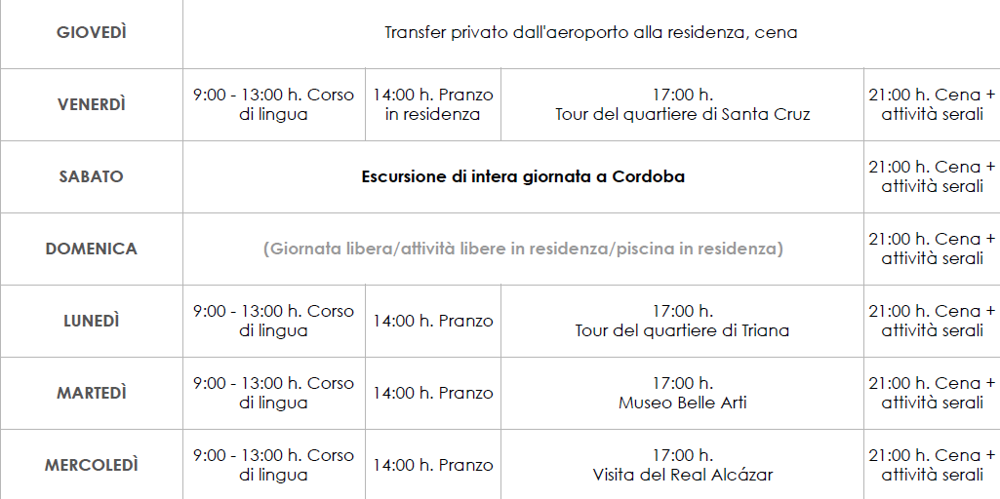 GIOVEDÌ
Transfer privato dall'aeroporto alla residenza, cena
VENERDÌ
9:00 - 13:00 h. Corso
di lingua
14:00 h. Pranzo
in residenza
17:00 h.
Tour del quartiere di Santa Cruz
21:00 h. Cena +
attività serali
SABATO
Escursione di intera giornata a Cordoba
21:00 h. Cena +
attività serali
DOMENICA
(Giornata libera/attività libere in residenza/piscina in residenza)
21:00 h. Cena +
attività serali
LUNEDÌ
9:00 - 13:00 h. Corso
di lingua
14:00 h. Pranzo
17:00 h.
Tour del quartiere di Triana
21:00 h. Cena +
attività serali
MARTEDÌ
9:00 - 13:00 h. Corso
di lingua
14:00 h. Pranzo
17:00 h.
Museo Belle Arti
21:00 h. Cena +
attività serali
MERCOLEDÌ
9:00 - 13:00 h. Corso
di lingua
14:00 h. Pranzo
17:00 h.
Visita del Real Alcázar
21:00 h. Cena +
attività serali